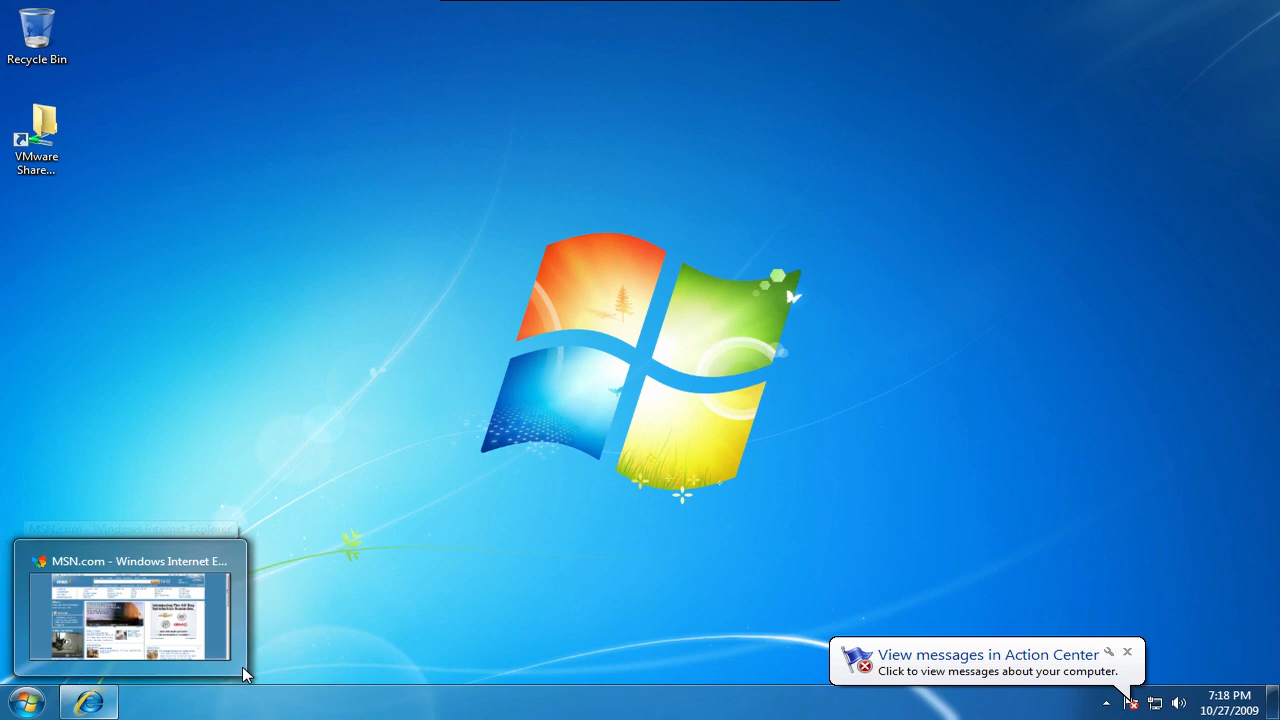 Recycle Bin
VMware
Share...
MSN.com - Windows Internet Explorer
MSN.com - Windows Internet E...
View messages in Action Center
Click to view messages about your computer.
7:18 PM
10/27/2009